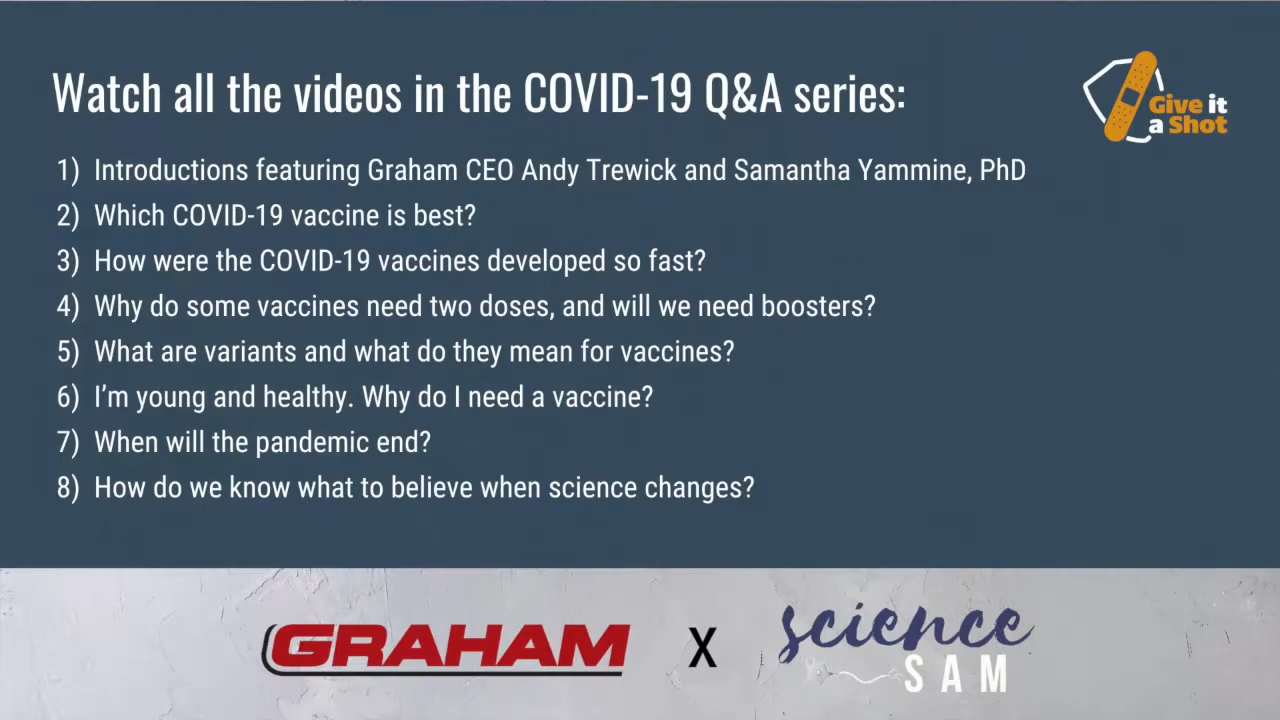 Watch all the videos in the COVID-19 Q&A series:
Give it
a Shot
1) Introductions featuring Graham CEO Andy Trewick and Samantha Yammine, PhD
2) Which COVID-19 vaccine is best?
3) How were the COVID-19 vaccines developed so fast?
4) Why do some vaccines need two doses, and will we need boosters?
5) What are variants and what do they mean for vaccines?
6) I’m young and healthy. Why do I need a vaccine?
7) When will the pandemic end?
8) How do we know what to believe when science changes?
GRAHAM X science
SAM